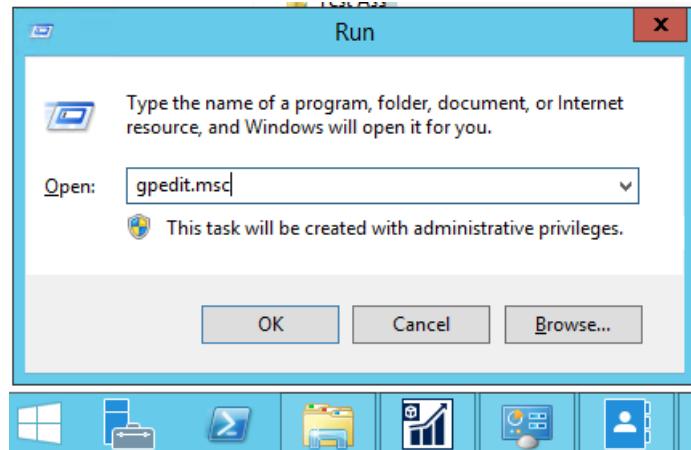 Run
Type the name of a program, folder, document, or Internet
resource, and Windows will open it for you.
Open: gpedit.msc
This task will be created with administrative privileges.
OK Cancel Browse...